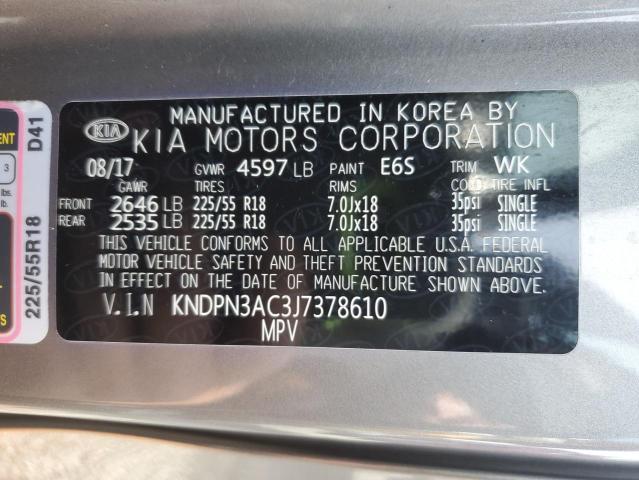 MANUFACTURED IN KOREA BY
KIA KIA MOTORS CORPORATION
08/17 GVWR 4597 LB PAINT E6S TRIM WK
GAWR TIRES RIMS COLD TIRE INFL
FRONT 2646 LB 225/55 R18 7.0Jx18 35psi SINGLE
REAR 2535 LB 225/55 R18 7.0Jx18 35psi SINGLE
THIS VEHICLE CONFORMS TO ALL APPLICABLE U.S.A. FEDERAL
MOTOR VEHICLE SAFETY AND THEFT PREVENTION STANDARDS
IN EFFECT ON THE DATE OF MANUFACTURE SHOWN ABOVE.
V.I.N KNDPN3AC3J7378610
MPV
D41
225/55R18
3
lbs.